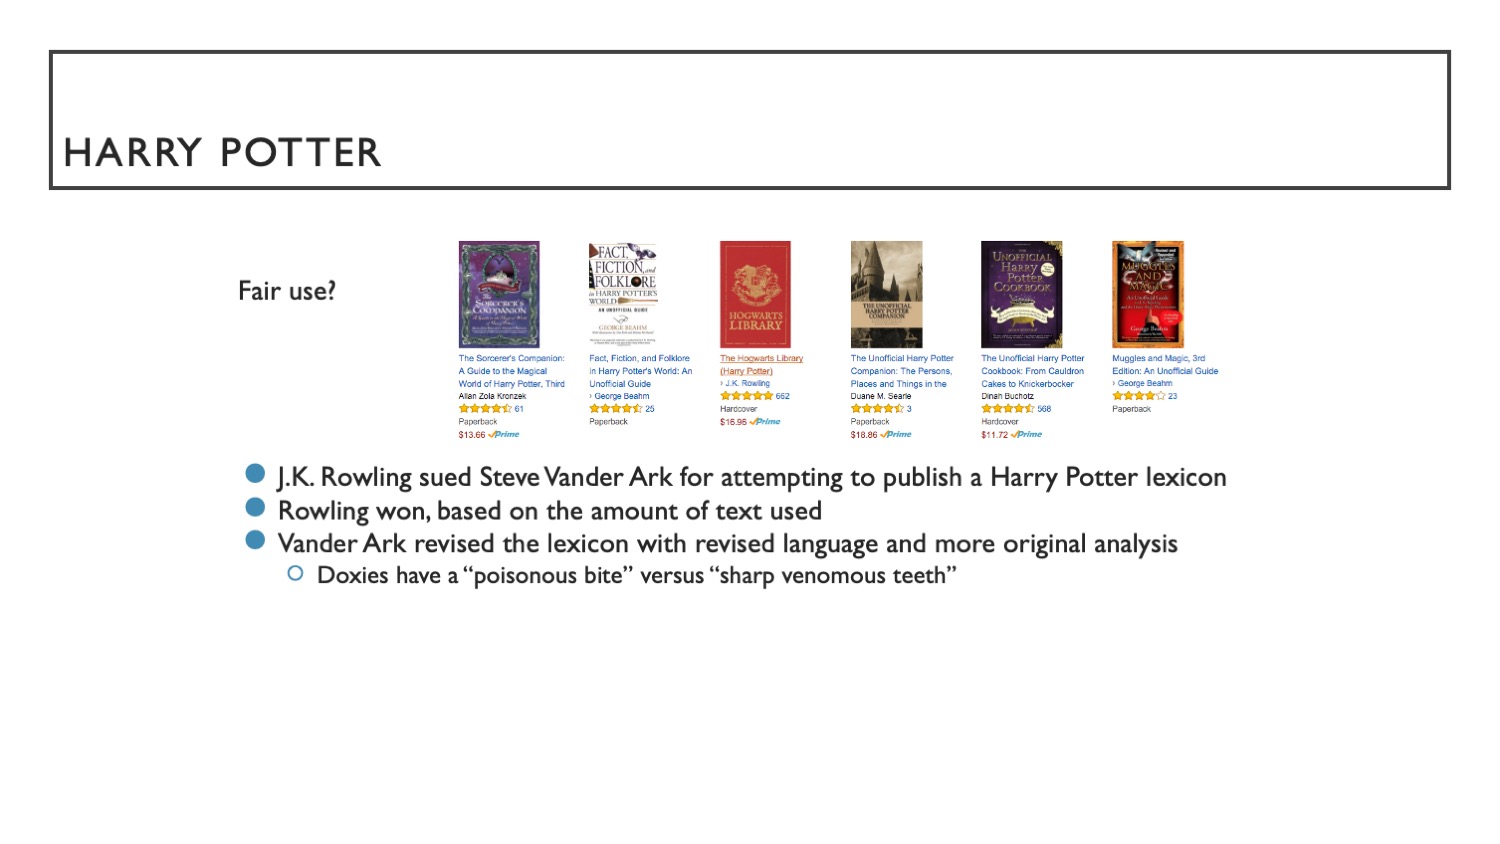 HARRY POTTER
Fair use?
FACT,
FICTION, and
FOLKLORE
in HARRY POTTER'S
WORLD
AN UNOFFICIAL GUIDE
GEORGE BEAHM
HOGWARTS
LIBRARY
THE UNOFFICIAL
HARRY POTTER
COMPANION
THE
UNOFFICIAL
Harry
Potter
COOKBOOK
MUGGLES
AND
MAGIC
George Beahm
The
SORCERER'S
COMPANION
The Sorcerer's Companion:
A Guide to the Magical
World of Harry Potter, Third
Allan Zola Kronzek
61
Paperback
$13.66 Prime
Fact, Fiction, and Folklore
in Harry Potter's World: An
Unofficial Guide
› George Beahm
25
Paperback
The Hogwarts Library
(Harry Potter)
› J.K. Rowling
662
Hardcover
$16.96 Prime
The Unofficial Harry Potter
Companion: The Persons,
Places and Things in the
Duane M. Searle
3
Paperback
$18.86 Prime
The Unofficial Harry Potter
Cookbook: From Cauldron
Cakes to Knickerbocker
Dinah Bucholz
568
Hardcover
$11.72 Prime
Muggles and Magic, 3rd
Edition: An Unofficial Guide
› George Beahm
23
Paperback
J.K. Rowling sued Steve Vander Ark for attempting to publish a Harry Potter lexicon
Rowling won, based on the amount of text used
Vander Ark revised the lexicon with revised language and more original analysis
Doxies have a “poisonous bite” versus “sharp venomous teeth”